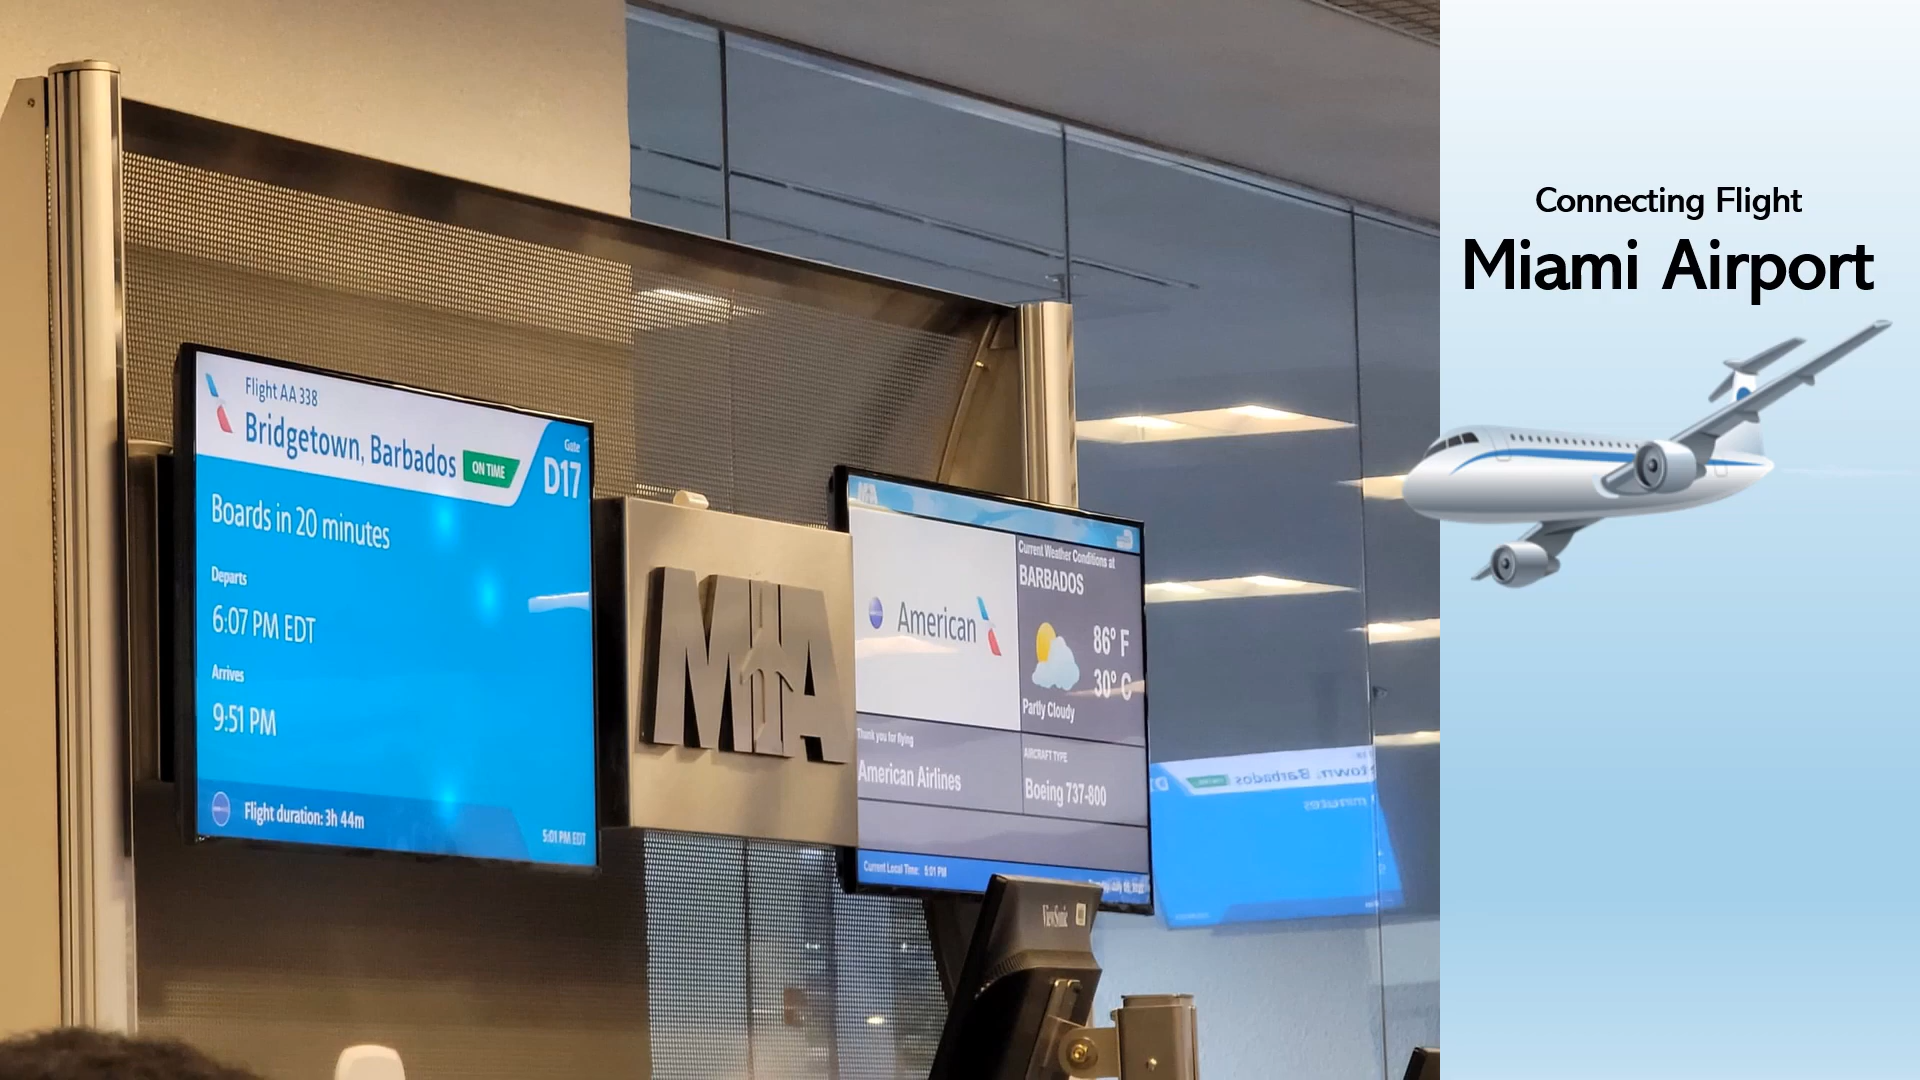 Connecting Flight
Miami Airport
Flight AA 338
Bridgetown, Barbados
ON TIME
Gate
D17
Boards in 20 minutes
Departs
6:07 PM EDT
Arrives
9:51 PM
Flight duration: 3h 44m
5:01 PM EDT
MIA
MIA
American
Current Weather Conditions at
BARBADOS
86° F
30° C
Partly Cloudy
Thank you for flying
American Airlines
AIRCRAFT TYPE
Boeing 737-800
Current Local Time: 5:01 PM
ViewSonic